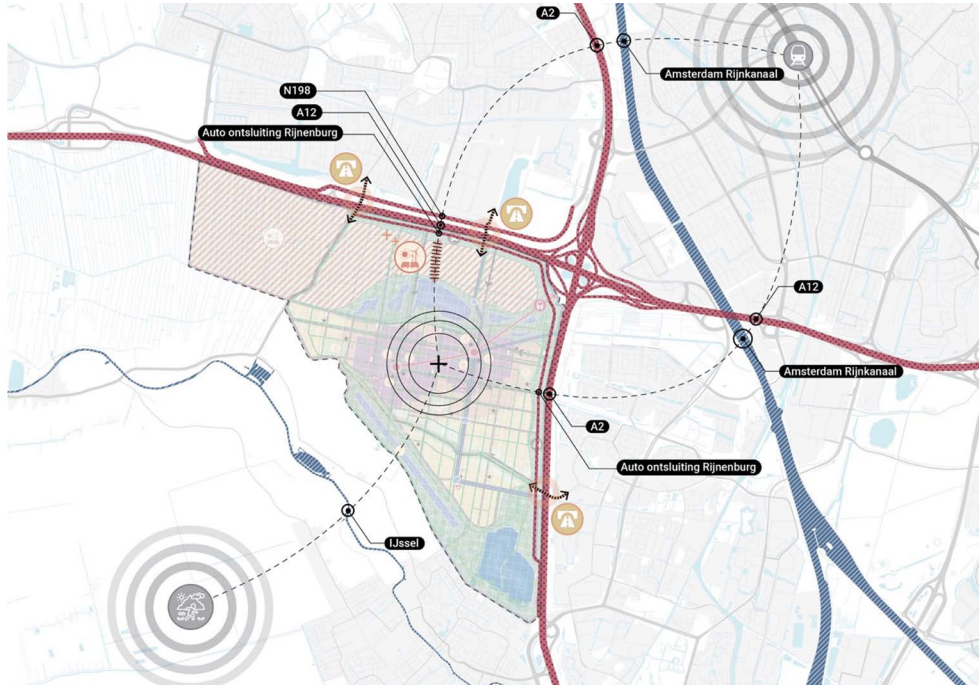 A2
Amsterdam Rijnkanaal
N198
A12
Auto ontsluiting Rijnenburg
A12
Amsterdam Rijnkanaal
A2
Auto ontsluiting Rijnenburg
IJssel